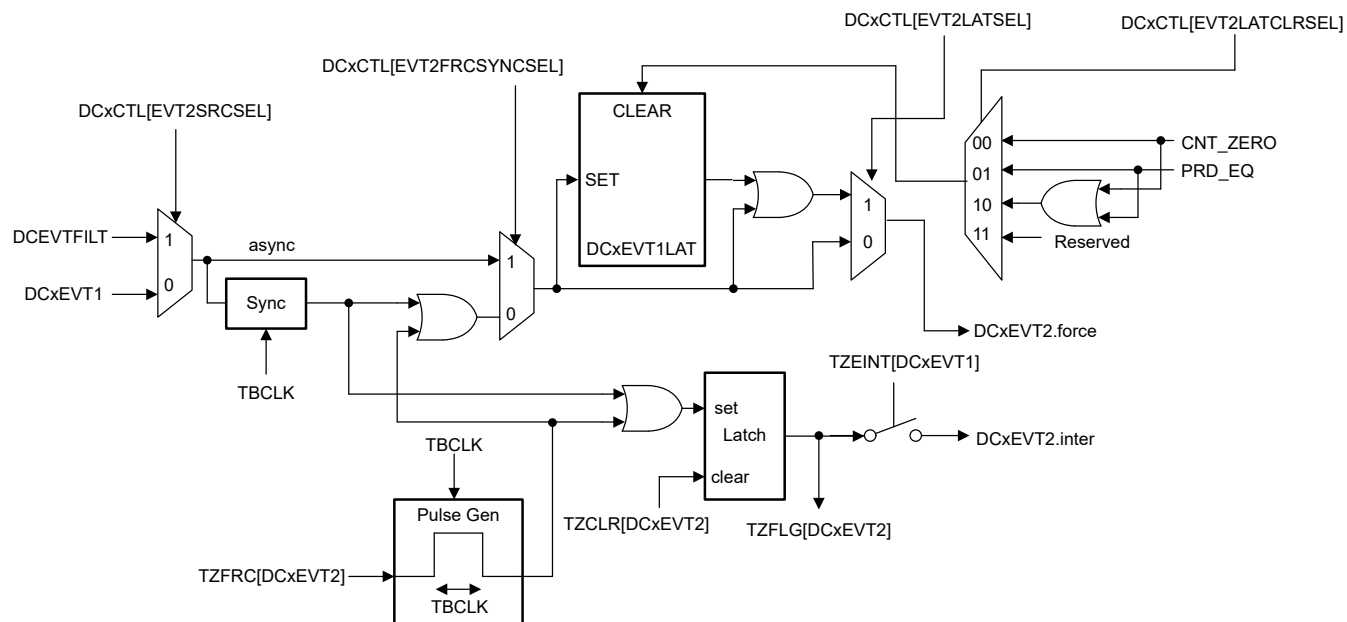 DCxCTL[EVT2LATSEL]
DCxCTL[EVT2LATCLRSEL]
DCxCTL[EVT2FRCSYNCSEL]
DCxCTL[EVT2SRCSEL]
CLEAR
SET
DCxEVT1LAT
00
01
10
11
CNT_ZERO
PRD_EQ
Reserved
1
0
DCEVTFILT
DCxEVT1
1
0
async
Sync
TBCLK
1
0
DCxEVT2.force
TZEINT[DCxEVT1]
set
Latch
clear
DCxEVT2.inter
TZCLR[DCxEVT2]
TZFLG[DCxEVT2]
TBCLK
Pulse Gen
TZFRC[DCxEVT2]
TBCLK